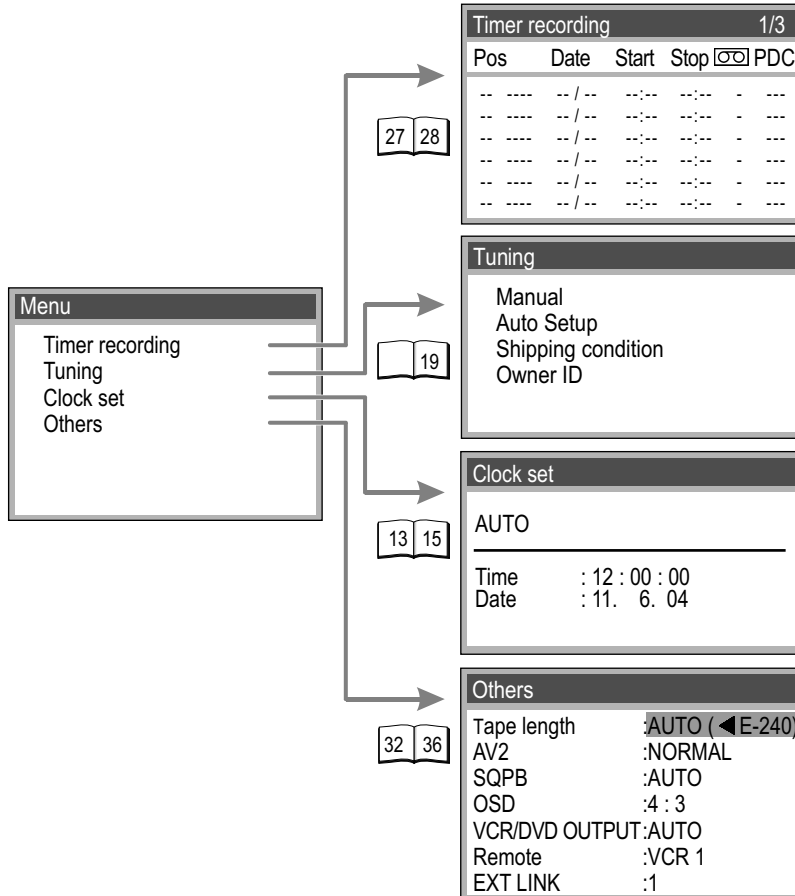 Timer recording 1/3
Pos Date Start Stop PDC
-- ---- -- / -- --:-- --:-- - ---
-- ---- -- / -- --:-- --:-- - ---
-- ---- -- / -- --:-- --:-- - ---
-- ---- -- / -- --:-- --:-- - ---
-- ---- -- / -- --:-- --:-- - ---
-- ---- -- / -- --:-- --:-- - ---
27 28
Tuning
Manual
Auto Setup
Shipping condition
Owner ID
19
Menu
Timer recording
Tuning
Clock set
Others
Clock set
AUTO
Time : 12 : 00 : 00
Date : 11. 6. 04
13 15
Others
Tape length :AUTO ( ◀ E-240)
AV2 :NORMAL
SQPB :AUTO
OSD :4 : 3
VCR/DVD OUTPUT :AUTO
Remote :VCR 1
EXT LINK :1
32 36